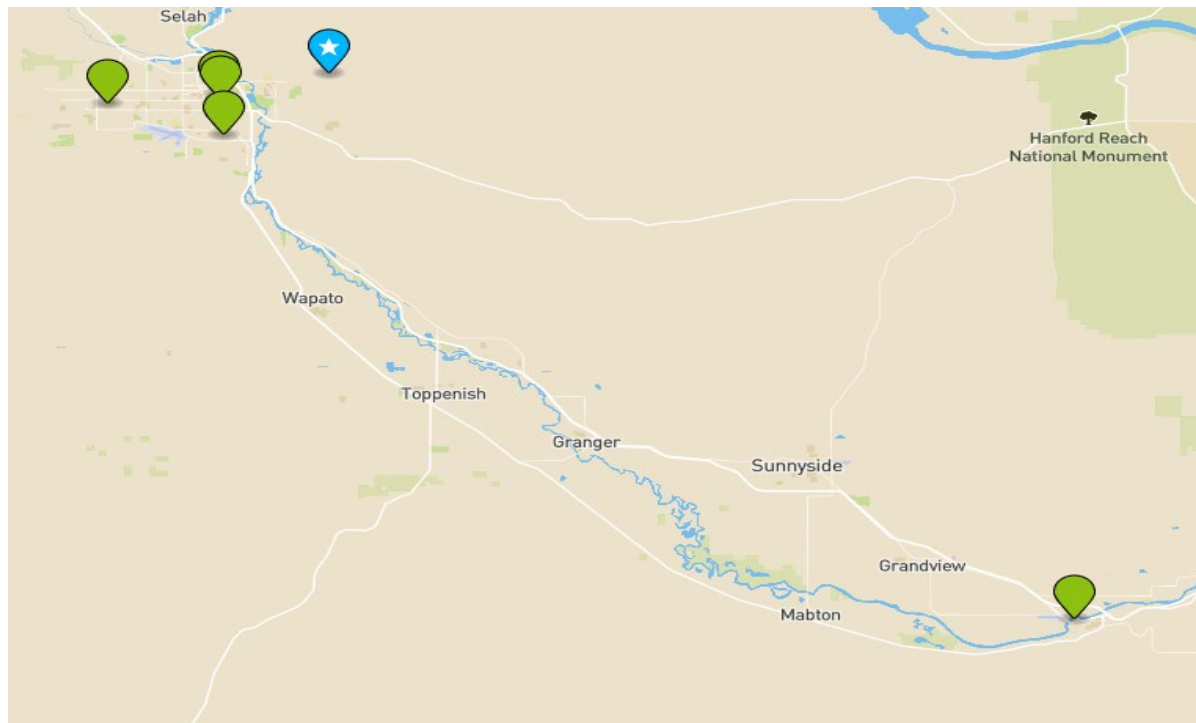 Selah
Hanford Reach
National Monument
Wapato
Toppenish
Granger
Sunnyside
Grandview
Mabton